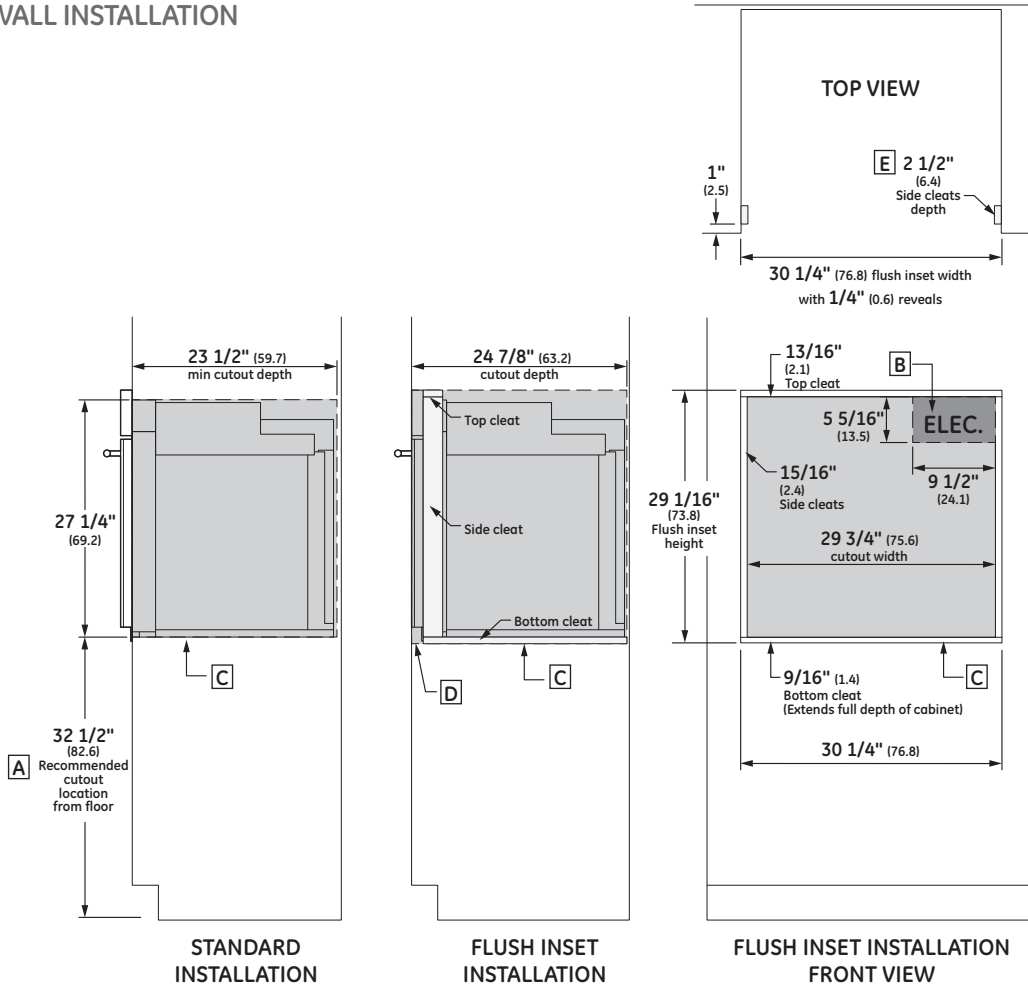 WALL INSTALLATION
TOP VIEW
1"
(2.5)
E 2 1/2"
(6.4)
Side cleats
depth
30 1/4" (76.8) flush inset width
with 1/4" (0.6) reveals
23 1/2" (59.7)
min cutout depth
27 1/4"
(69.2)
C
32 1/2"
(82.6)
A Recommended
cutout
location
from floor
STANDARD
INSTALLATION
24 7/8" (63.2)
cutout depth
Top cleat
Side cleat
Bottom cleat
D
C
FLUSH INSET
INSTALLATION
13/16"
(2.1)
Top cleat
B
5 5/16"
(13.5)
ELEC.
9 1/2"
(24.1)
15/16"
(2.4)
Side cleats
29 1/16"
(73.8)
Flush inset
height
29 3/4" (75.6)
cutout width
9/16" (1.4)
Bottom cleat
(Extends full depth of cabinet)
C
30 1/4" (76.8)
FLUSH INSET INSTALLATION
FRONT VIEW